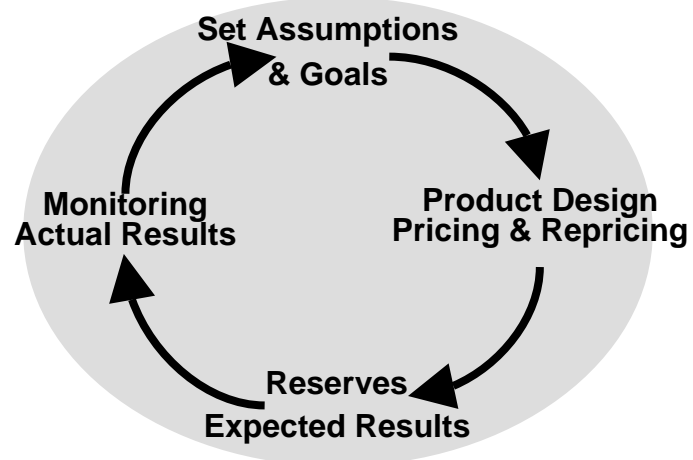 Set Assumptions
& Goals
Product Design
Pricing & Repricing
Reserves
Expected Results
Monitoring
Actual Results